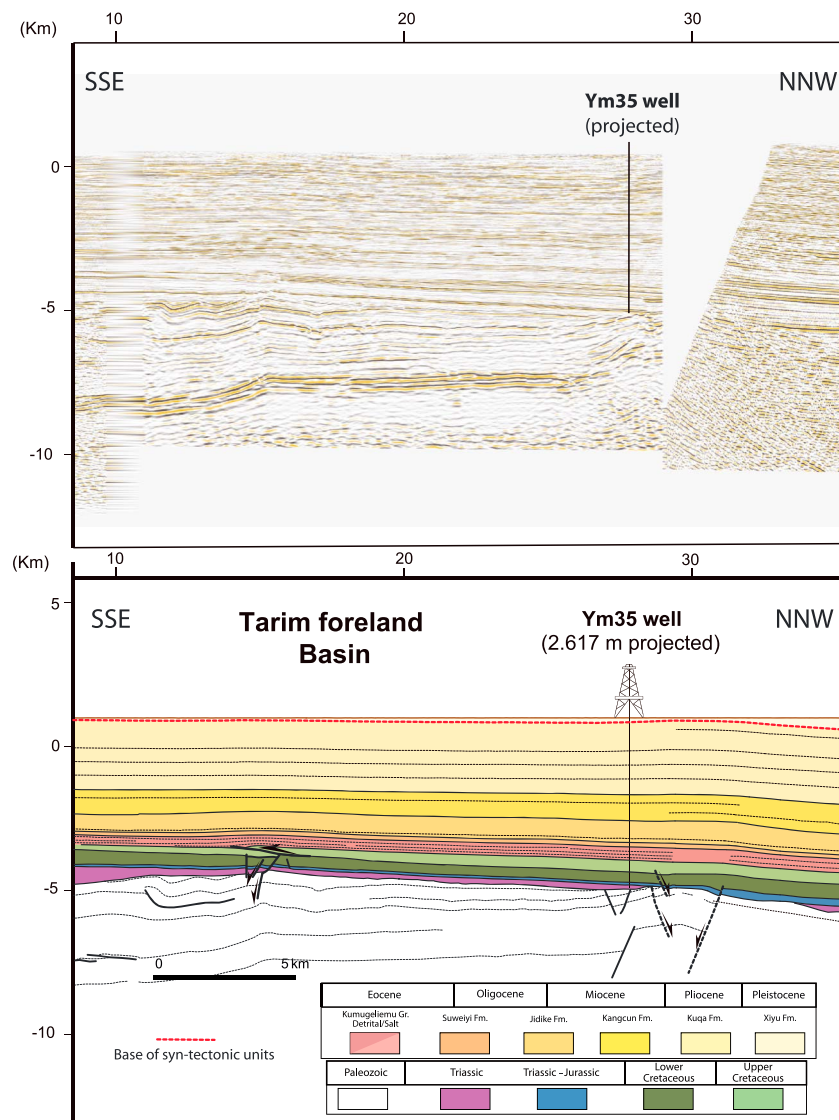 (Km)
10
20
30
SSE
NNW
Ym35 well
(projected)
0
-5
-10
(Km)
10
20
30
SSE
Tarim foreland
Basin
Ym35 well
(2.617 m projected)
NNW
5
0
-5
-10
0
5 km
Base of syn-tectonic units
Eocene
Oligocene
Miocene
Pliocene
Pleistocene
Kumugeliemu Gr.
Detrital/Salt
Suweiyi Fm.
Jidike Fm.
Kangcun Fm.
Kuqa Fm.
Xiyu Fm.
Paleozoic
Triassic
Triassic –Jurassic
Lower
Cretaceous
Upper
Cretaceous